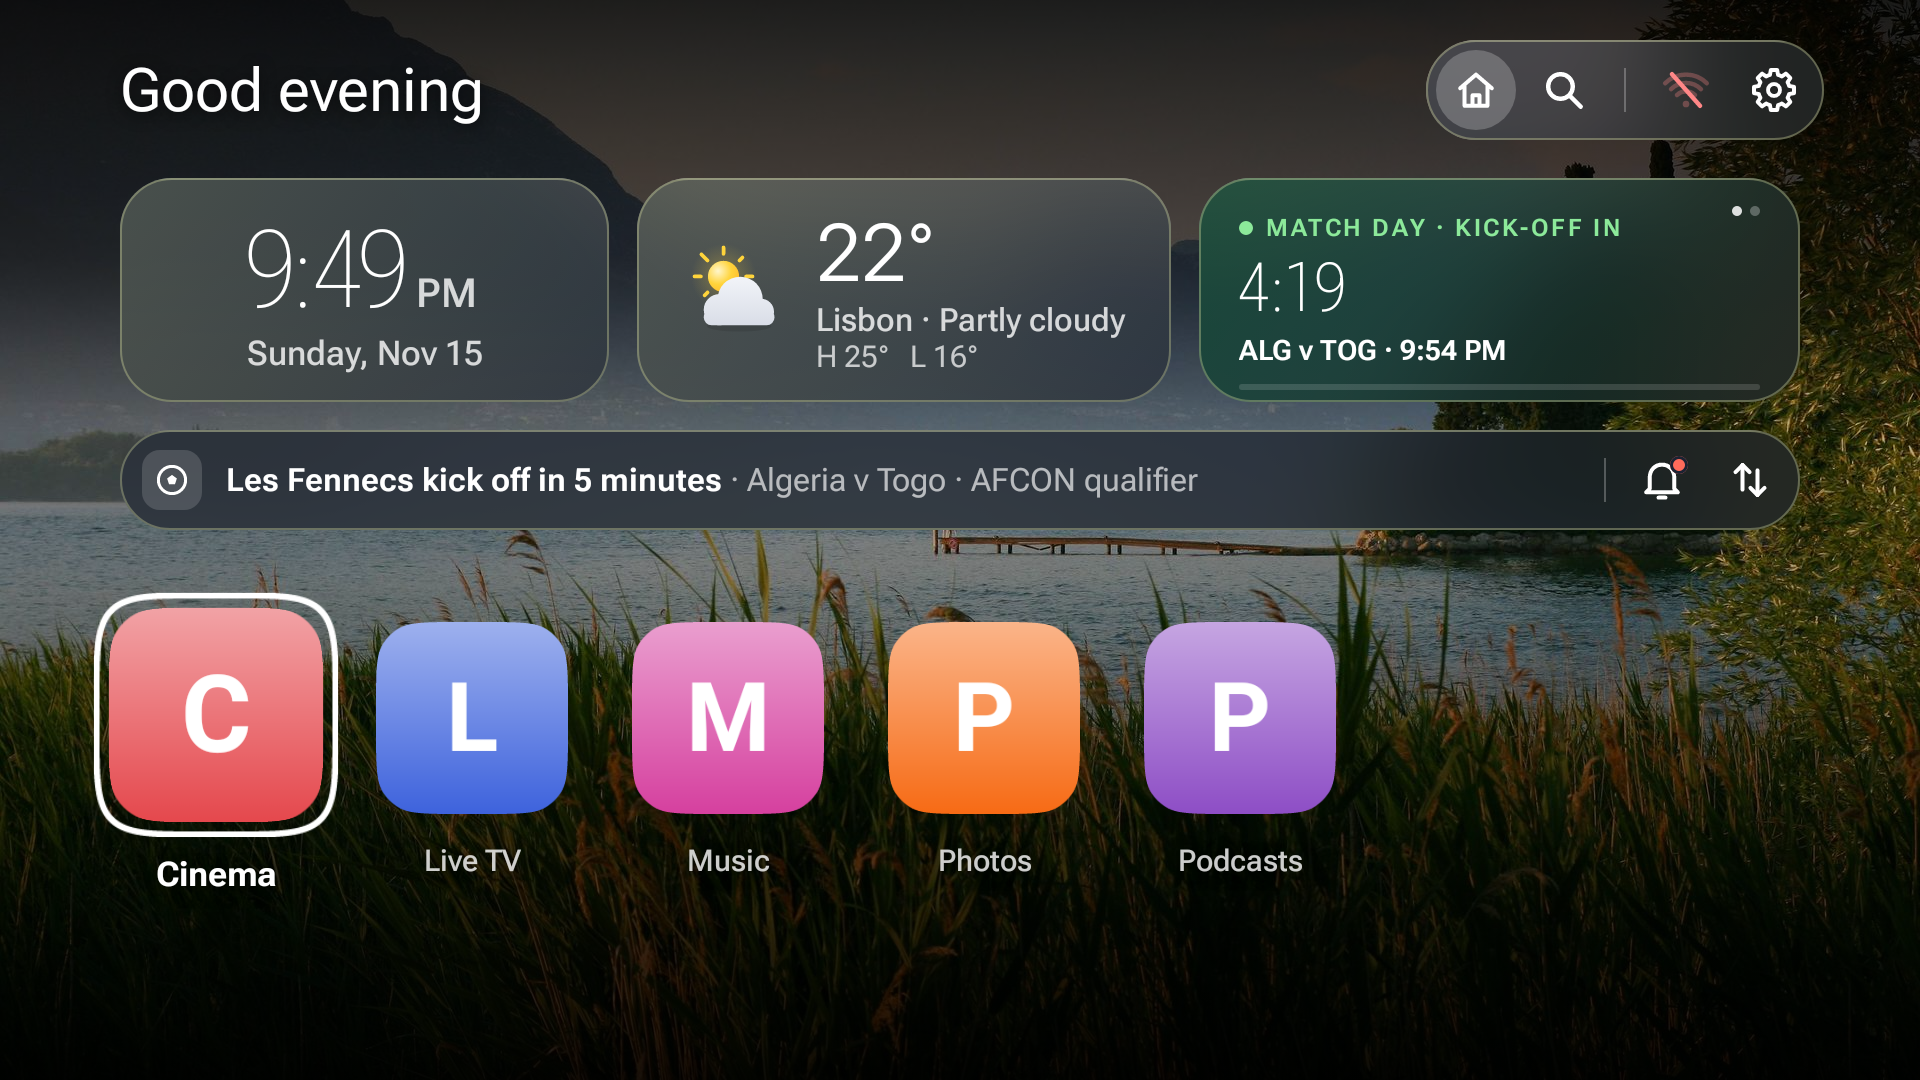 Good evening
9:49 PM
Sunday, Nov 15
22°
Lisbon · Partly cloudy
H 25° L 16°
MATCH DAY · KICK-OFF IN
4:19
ALG v TOG · 9:54 PM
Les Fennecs kick off in 5 minutes · Algeria v Togo · AFCON qualifier
C
L
M
P
P
Cinema
Live TV
Music
Photos
Podcasts